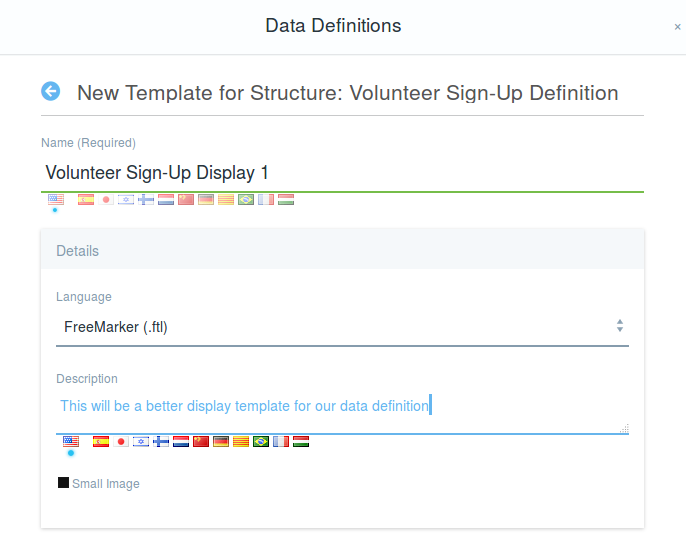 Data Definitions
×
New Template for Structure: Volunteer Sign-Up Definition
Name (Required)
Volunteer Sign-Up Display 1
Details
Language
FreeMarker (.ftl)
Description
This will be a better display template for our data definition
Small Image